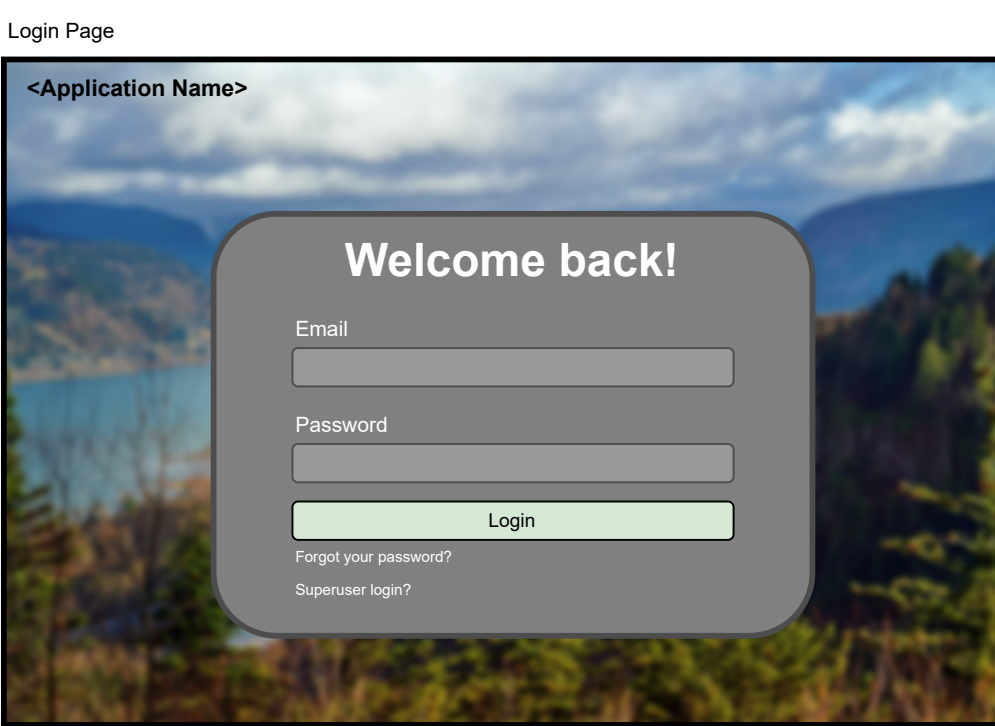 Login Page
<Application Name>
Welcome back!
Email
Password
Login
Forgot your password?
Superuser login?